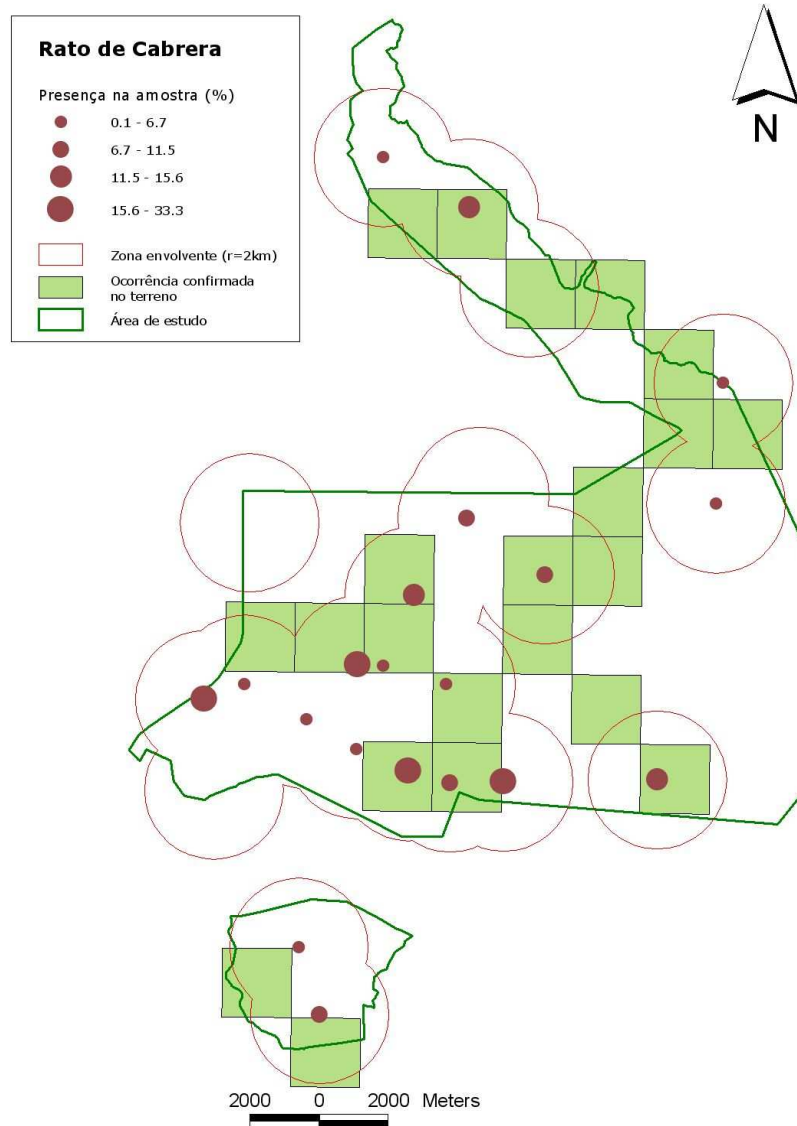 Rato de Cabrera
Presença na amostra (%)
0.1 - 6.7
6.7 - 11.5
11.5 - 15.6
15.6 - 33.3
Zona envolvente (r=2km)
Ocorrência confirmada
no terreno
Área de estudo
N
2000 0 2000 Meters